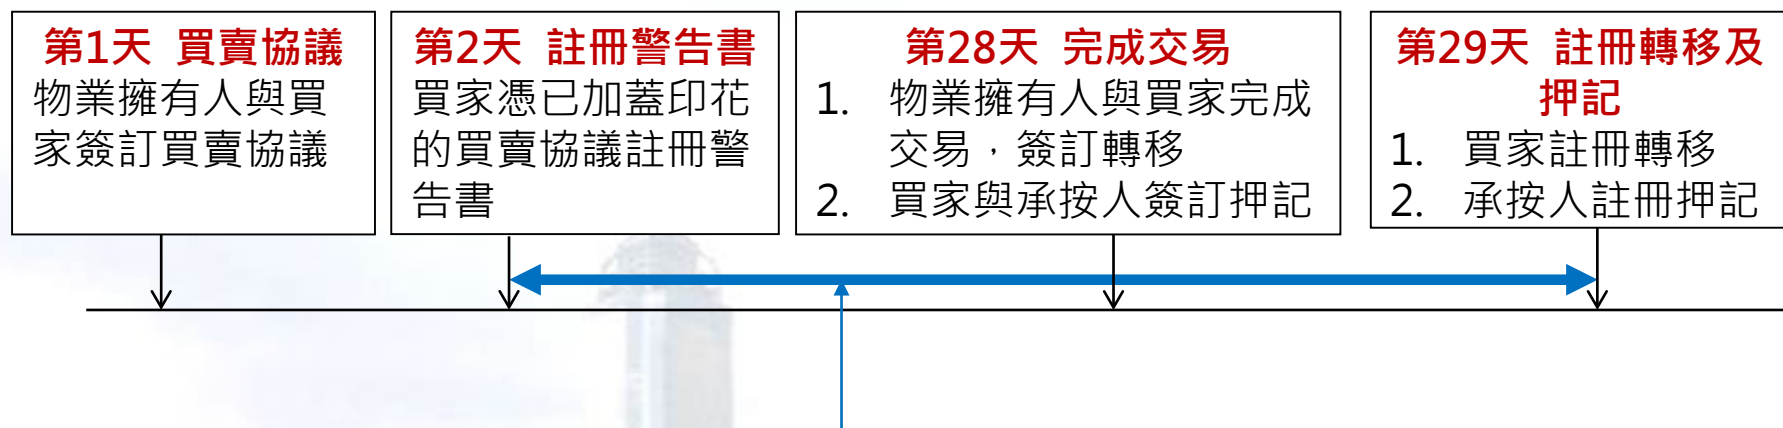 第1天 買賣協議
物業擁有人與買
家簽訂買賣協議
第2天 註冊警告書
買家憑已加蓋印花
的買賣協議註冊警
告書
第28天 完成交易
1. 物業擁有人與買家完成
交易，簽訂轉移
2. 買家與承按人簽訂押記
第29天 註冊轉移及
押記
1. 買家註冊轉移
2. 承按人註冊押記